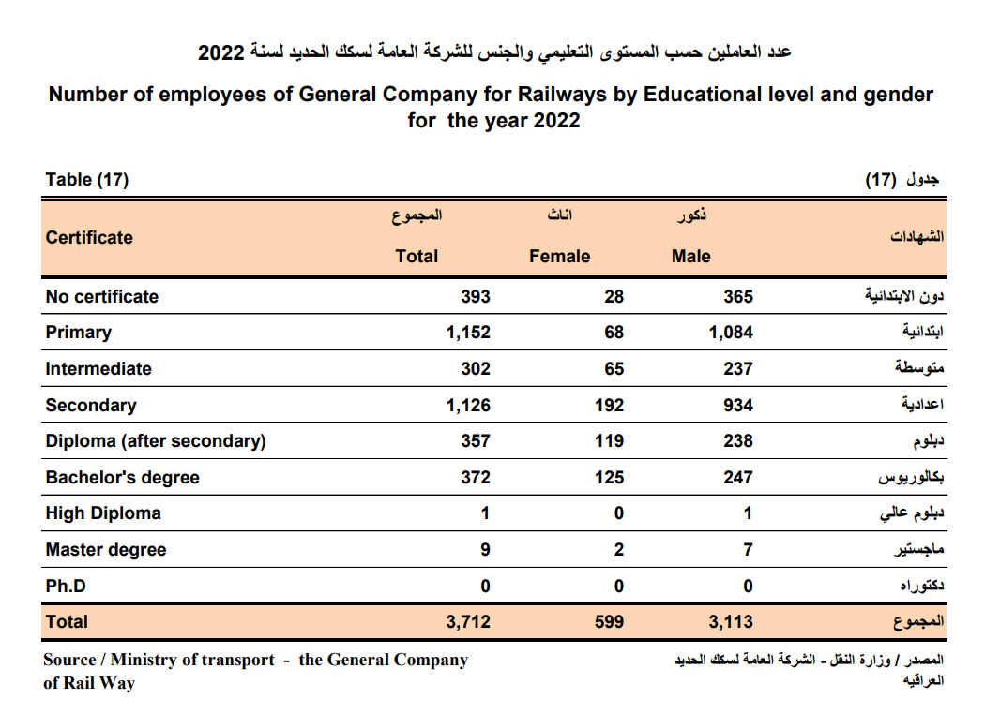 عدد العاملين حسب المستوى التعليمي والجنس للشركة العامة لسكك الحديد لسنة 2022
Number of employees of General Company for Railways by Educational level and gender
for the year 2022
Table (17) جدول (17)
المجموع اناث ذكور
Certificate الشهادات
Total Female Male
No certificate 393 28 365 دون الابتدائية
Primary 1,152 68 1,084 ابتدائية
Intermediate 302 65 237 متوسطة
Secondary 1,126 192 934 اعدادية
Diploma (after secondary) 357 119 238 دبلوم
Bachelor's degree 372 125 247 بكالوريوس
High Diploma 1 0 1 دبلوم عالي
Master degree 9 2 7 ماجستير
Ph.D 0 0 0 دكتوراه
Total 3,712 599 3,113 المجموع
Source / Ministry of transport - the General Company
of Rail Way
المصدر / وزارة النقل - الشركة العامة لسكك الحديد
العراقيه